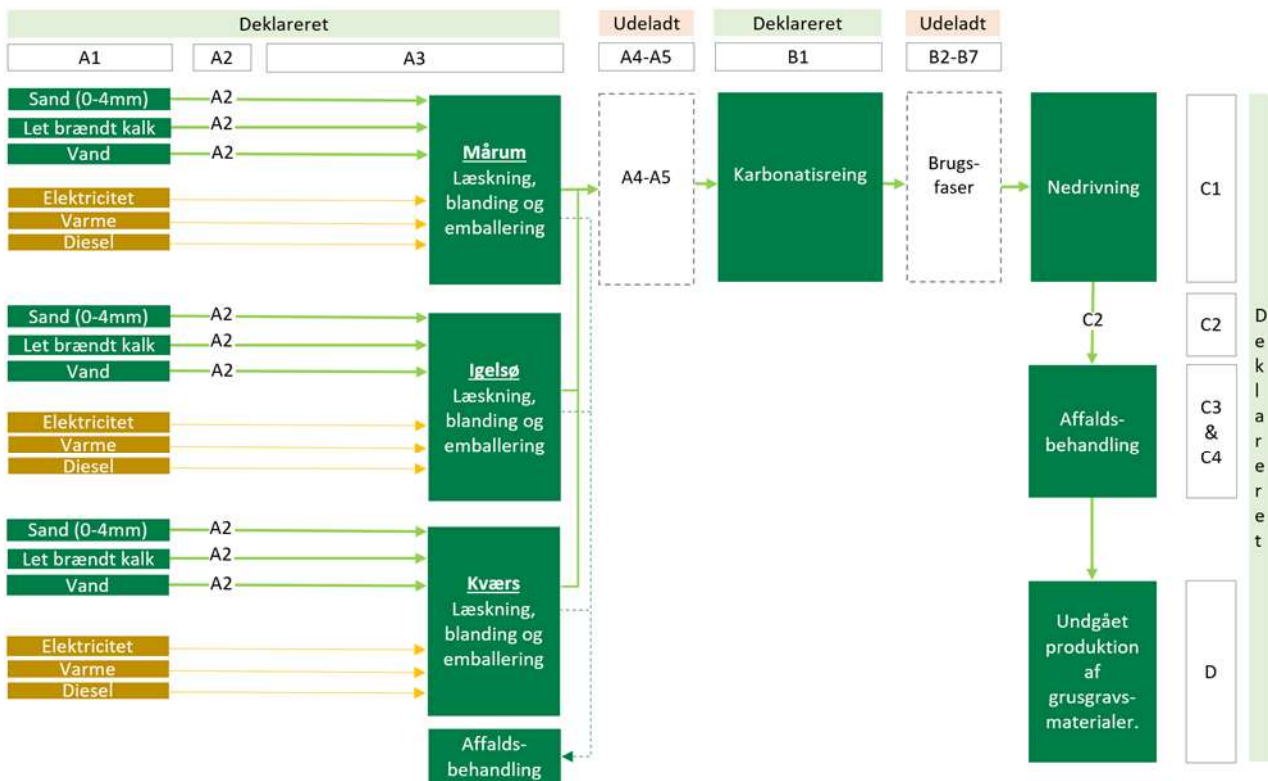 Deklareret
Udeladt
Deklareret
Udeladt
A1
A2
A3
A4-A5
B1
B2-B7
Sand (0-4mm)
A2
Let brændt kalk
A2
Vand
A2
Elektricitet
Varme
Diesel
Mårum
Læskning,
blanding og
emballering
A4-A5
Karbonatisreing
Brugs-
faser
Nedrivning
C1
Sand (0-4mm)
A2
Let brændt kalk
A2
Vand
A2
Elektricitet
Varme
Diesel
Igelsø
Læskning,
blanding og
emballering
C2
C2
Affalds-
behandling
C3
&
C4
Deklareret
Sand (0-4mm)
A2
Let brændt kalk
A2
Vand
A2
Elektricitet
Varme
Diesel
Kværs
Læskning,
blanding og
emballering
Undgået
produktion
af
grusgravs-
materialer.
D
Affalds-
behandling